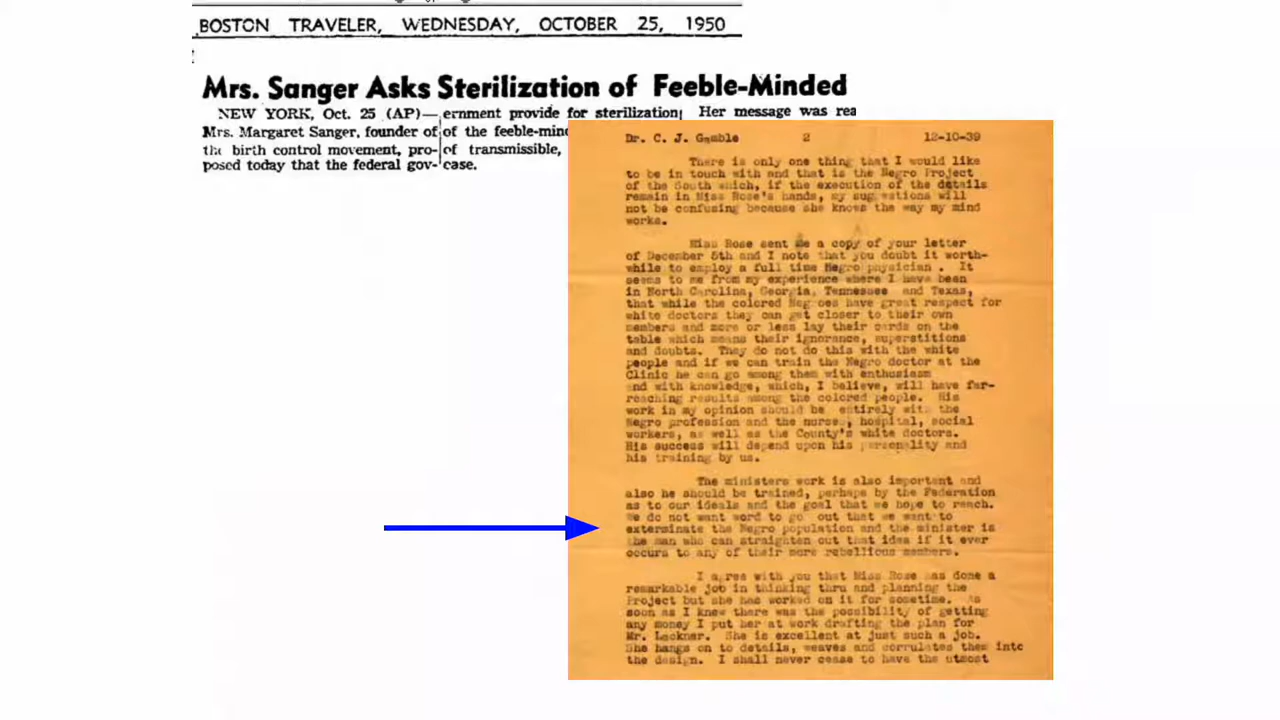 BOSTON TRAVELER, WEDNESDAY, OCTOBER 25, 1950
Mrs. Sanger Asks Sterilization of Feeble-Minded
NEW YORK, Oct. 25 (AP)—
Mrs. Margaret Sanger, founder of
the birth control movement, pro-
posed today that the federal gov-
ernment provide for sterilization
of the feeble-mind
of transmissible,
case.
Her message was rea
Dr. C. J. Gamble 2 12-10-39
There is only one thing that I would like
to be in touch with and that is the Negro Project
of the South which, if the execution of the details
remain in Miss Rose's hands, my suggestions will
not be confusing because she knows the way my mind
works.
Miss Rose sent me a copy of your letter
of December 5th and I note that you doubt it worth-
while to employ a full time Negro physician . It
seems to me from my experience where I have been
in North Carolina, Georgia, Tennessee and Texas,
that while the colored Negroes have great respect for
white doctors they can get closer to their own
members and more or less lay their cards on the
table which means their ignorance, superstitions
and doubts. They do not do this with the white
people and if we can train the Negro doctor at the
Clinic he can go among them with enthusiasm
and with knowledge, which, I believe, will have far-
reaching results among the colored people. His
work in my opinion should be entirely with the
Negro profession and the nurses, hospital, social
workers, as well as the County's white doctors.
His success will depend upon his personality and
his training by us.
The ministers work is also important and
also he should be trained, perhaps by the Federation
as to our ideals and the goal that we hope to reach.
We do not want word to go out that we want to
exterminate the Negro population and the minister is
the man who can straighten out that idea if it ever
occurs to any of their more rebellious members.
I agree with you that Miss Rose has done a
remarkable job in thinking thru and planning the
Project but she has worked on it for sometime. As
soon as I knew there was the possibility of getting
any money I put her at work drafting the plan for
Mr. She is excellent at just such a job.
She hangs on to details, weaves and corrulates them into
the design. I shall never cease to have the utmost